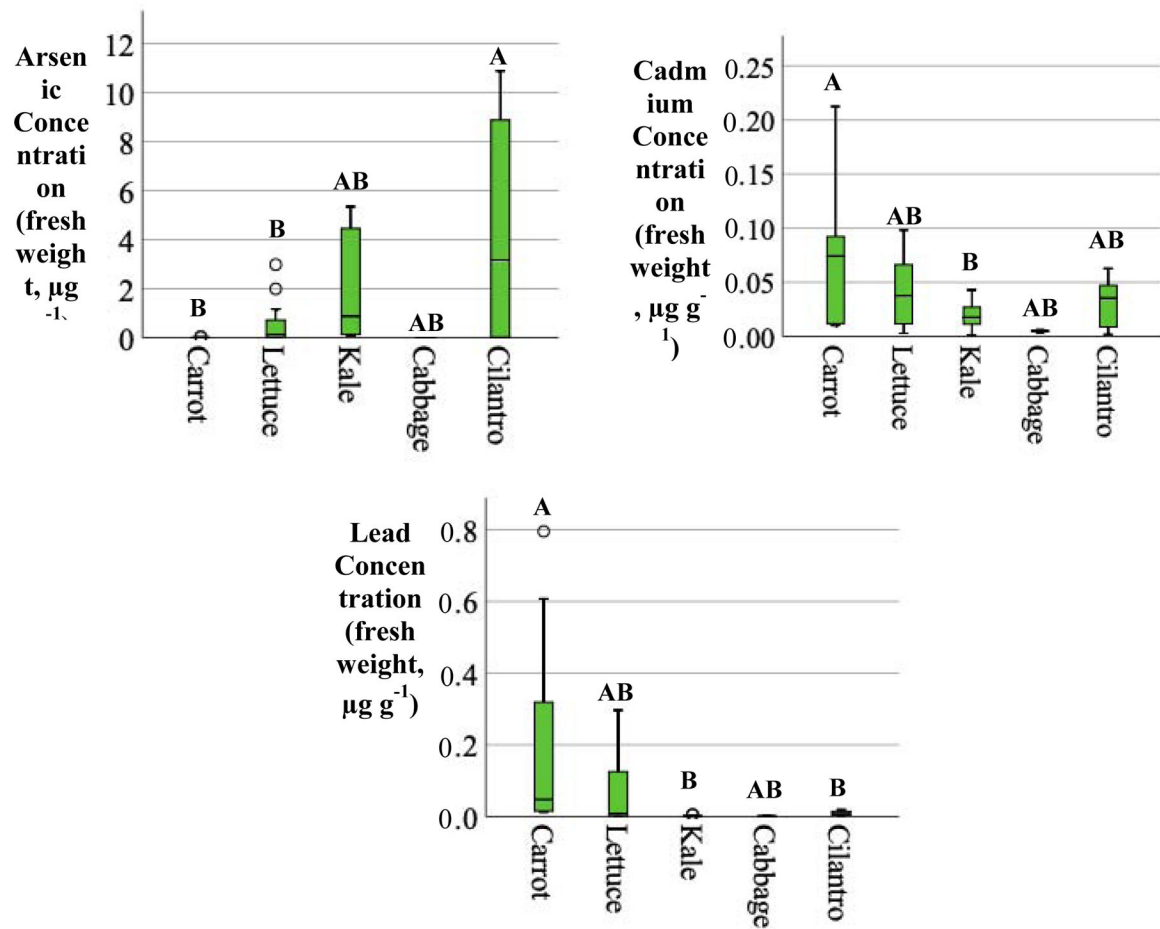 Arsen
ic
Conce
ntrati
on
(fresh
weigh
t, µg
-1)
12
10
8
6
4
2
0
B
B
AB
AB
A
Carrot
Lettuce
Kale
Cabbage
Cilantro
Cadm
ium
Conce
ntrati
on
(fresh
weight
, µg g-
1)
0.25
0.20
0.15
0.10
0.05
0.00
A
AB
B
AB
AB
Carrot
Lettuce
Kale
Cabbage
Cilantro
Lead
Concen
tration
(fresh
weight,
µg g-1)
0.8
0.6
0.4
0.2
0.0
A
AB
B
AB
B
Carrot
Lettuce
Kale
Cabbage
Cilantro